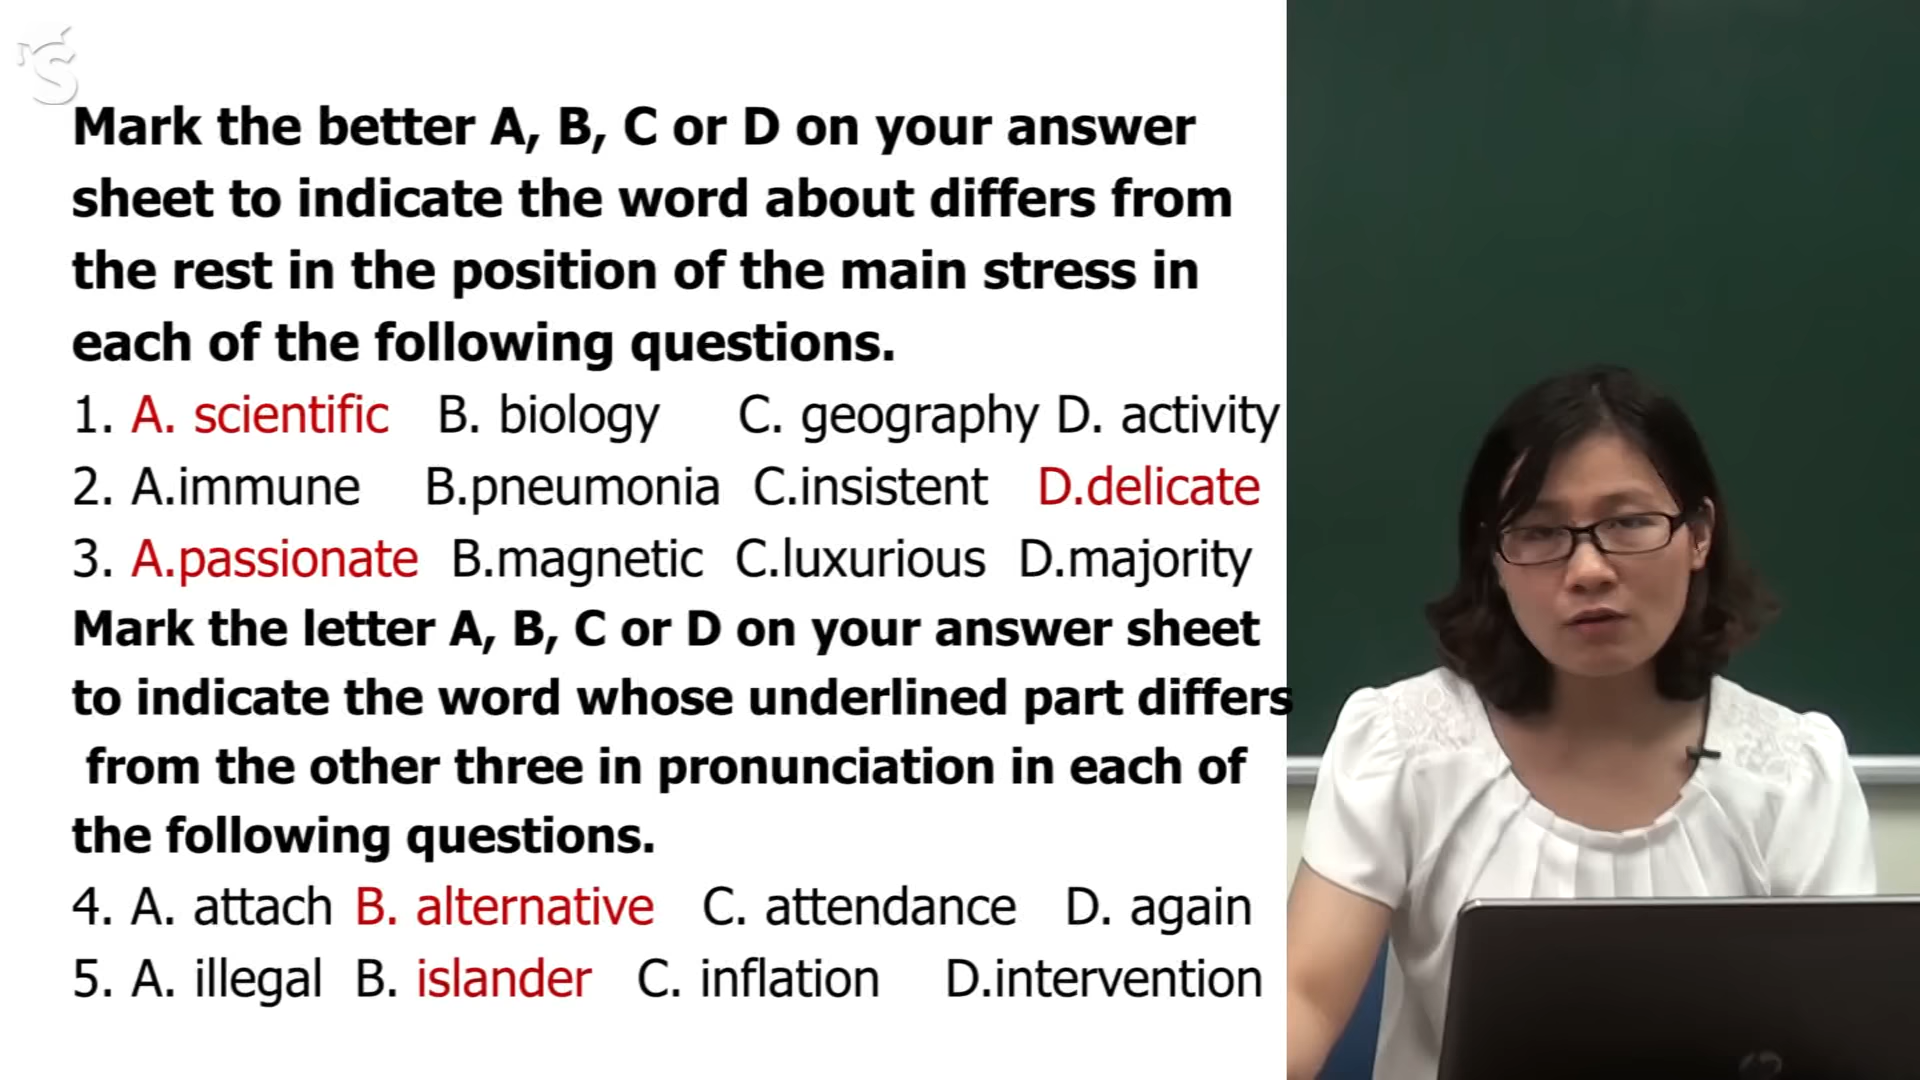 Mark the better A, B, C or D on your answer
sheet to indicate the word about differs from
the rest in the position of the main stress in
each of the following questions.
1. A. scientific B. biology C. geography D. activity
2. A.immune B.pneumonia C.insistent D.delicate
3. A.passionate B.magnetic C.luxurious D.majority
Mark the letter A, B, C or D on your answer sheet
to indicate the word whose underlined part differs
from the other three in pronunciation in each of
the following questions.
4. A. attach B. alternative C. attendance D. again
5. A. illegal B. islander C. inflation D.intervention
S
hp